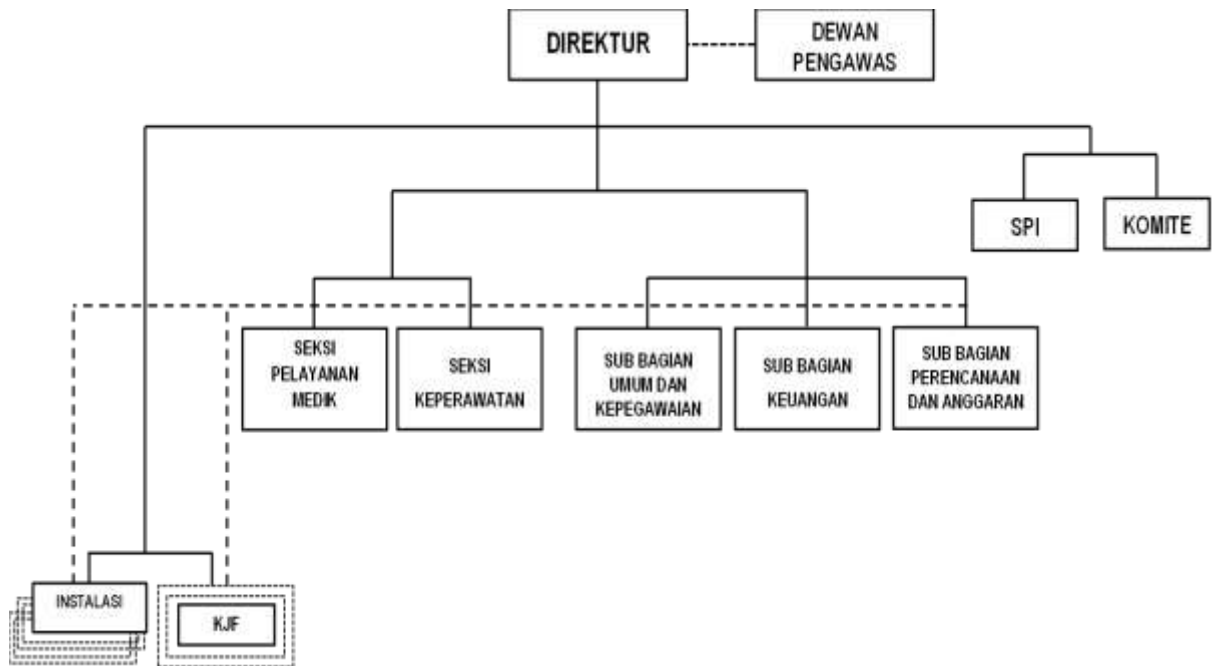 DIREKTUR
DEWAN
PENGAWAS
SPI
KOMITE
SEKSI
PELAYANAN
MEDIK
SEKSI
KEPERAWATAN
SUB BAGIAN
UMUM DAN
KEPEGAWAIAN
SUB BAGIAN
KEUANGAN
SUB BAGIAN
PERENCANAAN
DAN ANGGARAN
INSTALASI
KJF